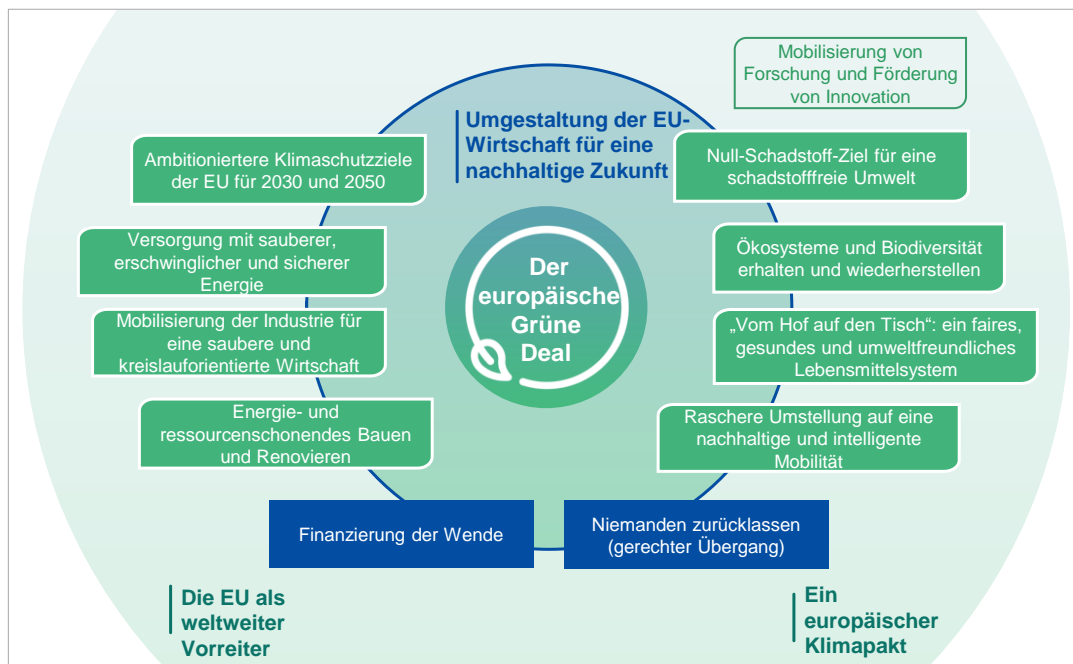 Mobilisierung von
Forschung und Förderung
von Innovation
Umgestaltung der EU-
Wirtschaft für eine
nachhaltige Zukunft
Ambitioniertere Klimaschutzziele
der EU für 2030 und 2050
Null-Schadstoff-Ziel für eine
schadstofffreie Umwelt
Versorgung mit sauberer,
erschwinglicher und sicherer
Energie
Ökosysteme und Biodiversität
erhalten und wiederherstellen
Der
europäische
Grüne
Deal
Mobilisierung der Industrie für
eine saubere und
kreislauforientierte Wirtschaft
„Vom Hof auf den Tisch“: ein faires,
gesundes und umweltfreundliches
Lebensmittelsystem
Energie- und
ressourcenschonendes Bauen
und Renovieren
Raschere Umstellung auf eine
nachhaltige und intelligente
Mobilität
Finanzierung der Wende
Niemanden zurücklassen
(gerechter Übergang)
Die EU als
weltweiter
Vorreiter
Ein
europäischer
Klimapakt